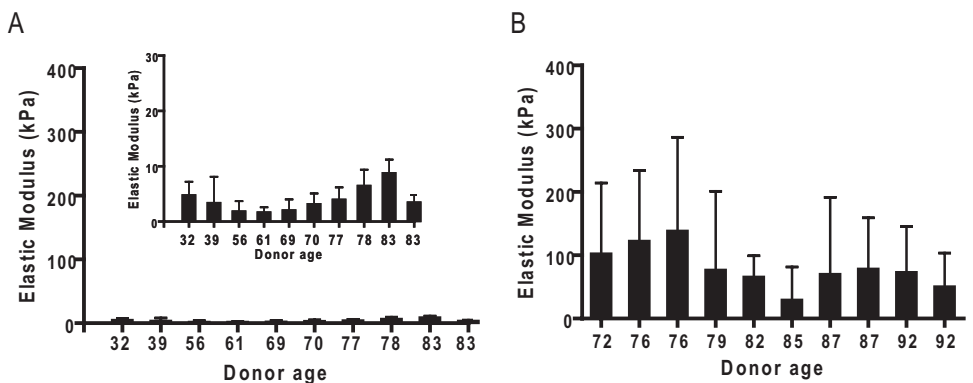 A
Elastic Modulus (kPa)
400
300
200
100
0
32 39 56 61 69 70 77 78 83 83
Donor age
Elastic Modulus (kPa)
30
20
10
0
32 39 56 61 69 70 77 78 83 83
Donor age
B
Elastic Modulus (kPa)
400
300
200
100
0
72 76 76 79 82 85 87 87 92 92
Donor age